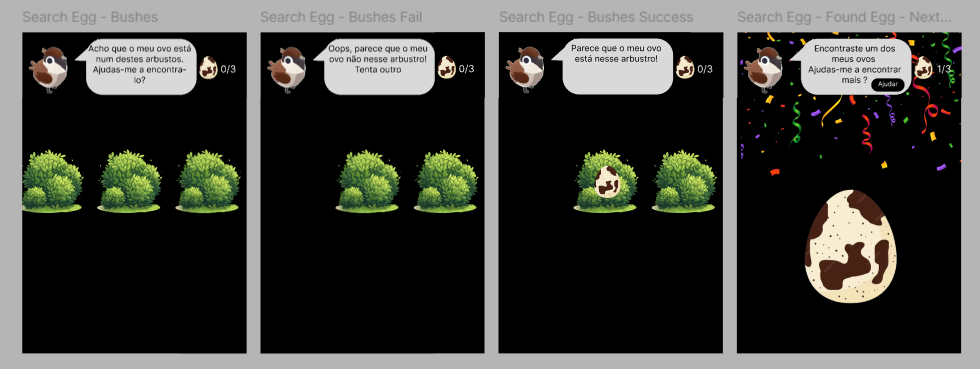 Search Egg - Bushes
Acho que o meu ovo está
num destes arbustos.
Ajudas-me a encontra-
lo?
0/3
Search Egg - Bushes Fail
Oops, parece que o meu
ovo não nesse arbrustro!
Tenta outro
0/3
Search Egg - Bushes Success
Parece que o meu ovo
está nesse arbustro!
0/3
Search Egg - Found Egg - Next...
Encontraste um dos
meus ovos
Ajudas-me a encontrar
mais ?
Ajudar
1/3